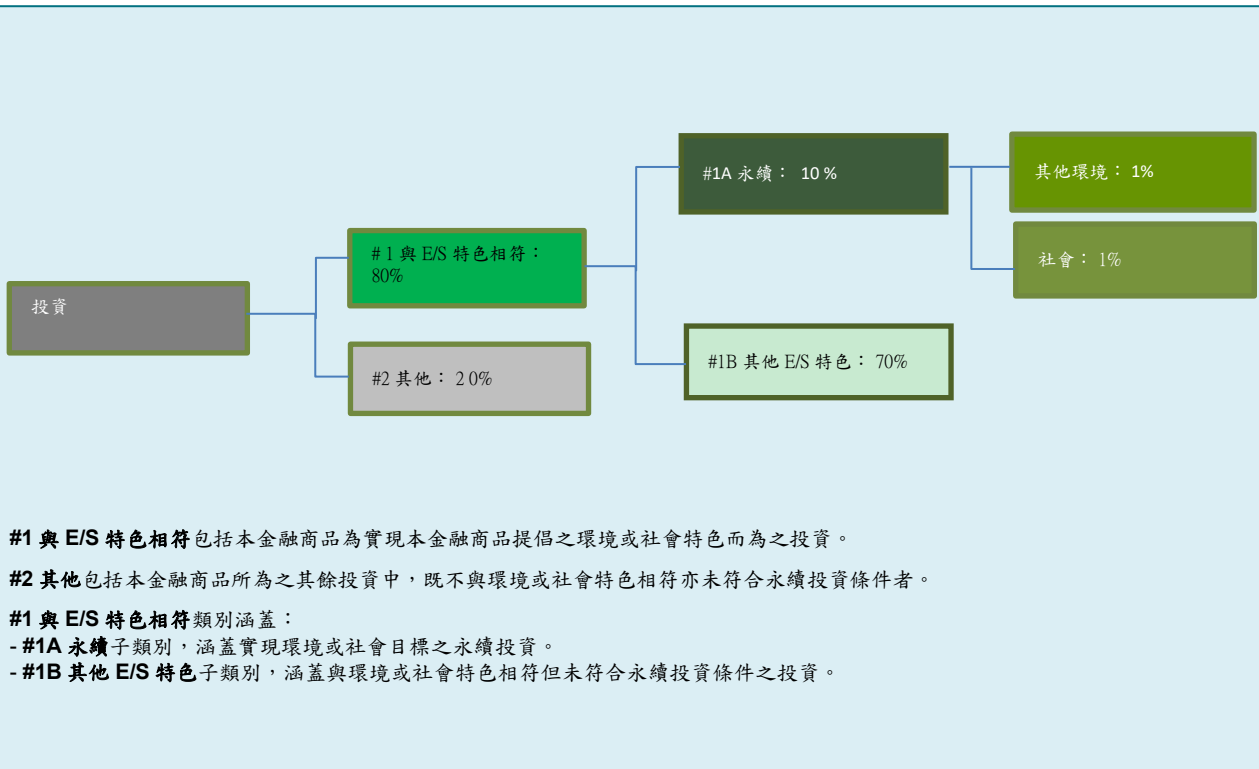 投資
# 1 與 E/S 特色相符：
80%
#2 其他： 2 0%
#1A 永續： 10 %
#1B 其他 E/S 特色： 70%
其他環境： 1%
社會： 1%
#1 與 E/S 特色相符包括本金融商品為實現本金融商品提倡之環境或社會特色而為之投資。
#2 其他包括本金融商品所為之其餘投資中，既不與環境或社會特色相符亦未符合永續投資條件者。
#1 與 E/S 特色相符類別涵蓋：
- #1A 永續子類別，涵蓋實現環境或社會目標之永續投資。
- #1B 其他 E/S 特色子類別，涵蓋與環境或社會特色相符但未符合永續投資條件之投資。